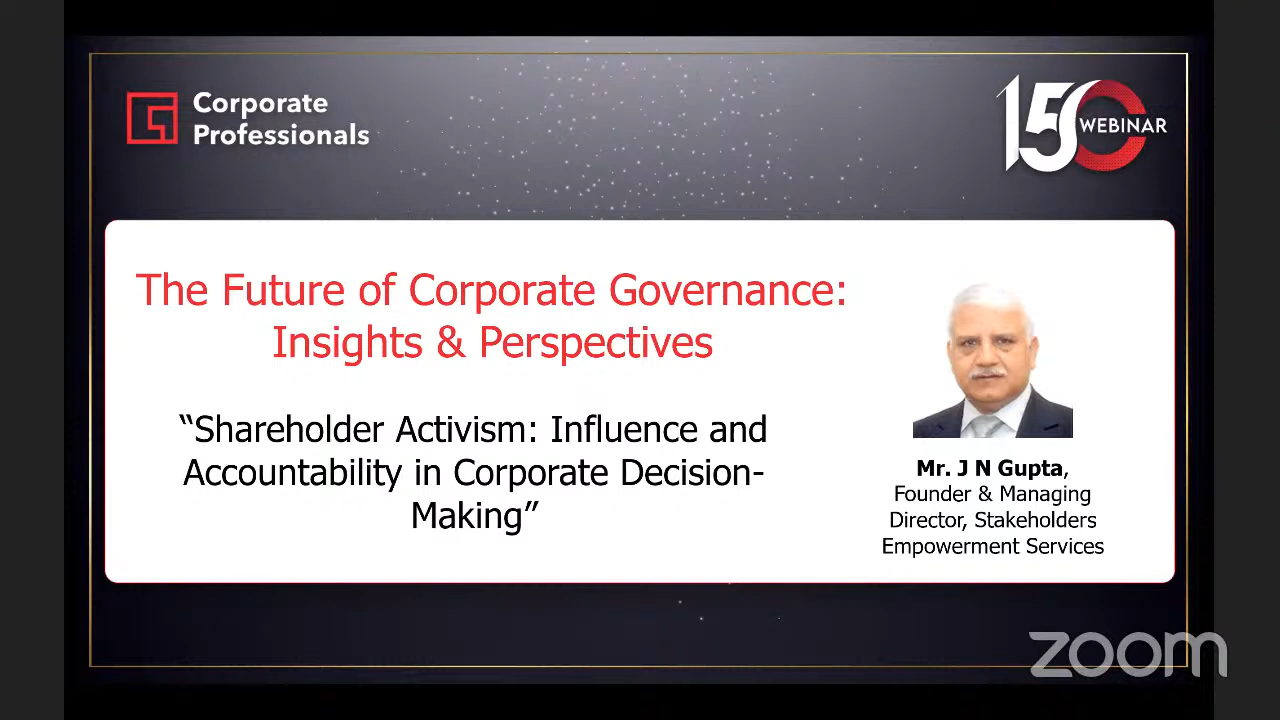 Corporate
Professionals
150 WEBINAR
The Future of Corporate Governance:
Insights & Perspectives
“Shareholder Activism: Influence and
Accountability in Corporate Decision-
Making”
Mr. J N Gupta,
Founder & Managing
Director, Stakeholders
Empowerment Services
zoom